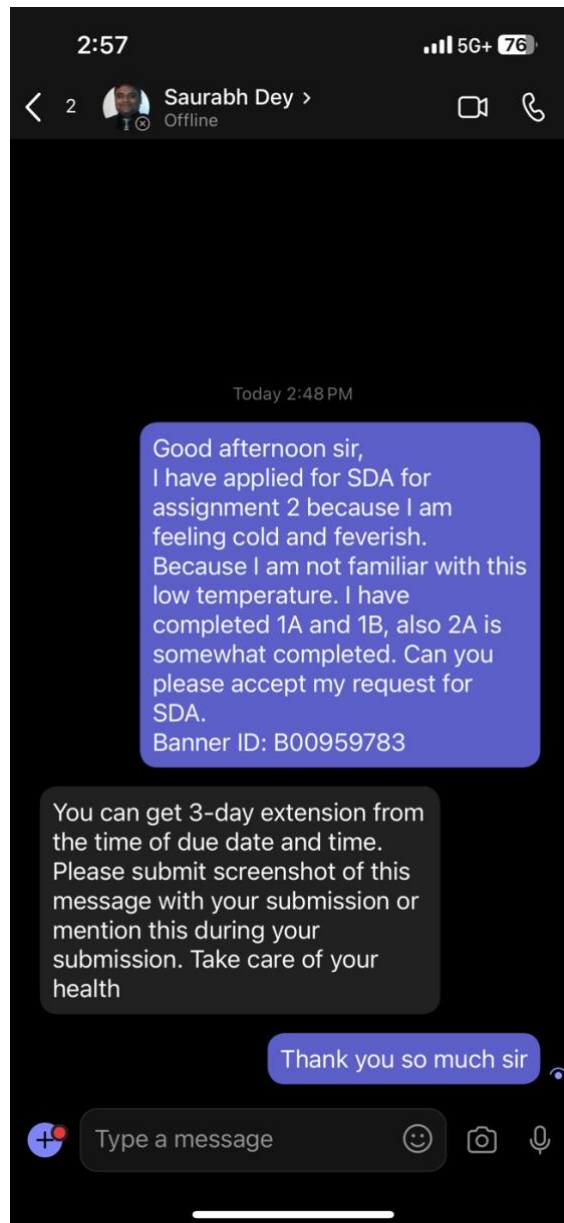 2:57
5G+ 76
2
Saurabh Dey >
Offline
Today 2:48 PM
Good afternoon sir,
I have applied for SDA for
assignment 2 because I am
feeling cold and feverish.
Because I am not familiar with this
low temperature. I have
completed 1A and 1B, also 2A is
somewhat completed. Can you
please accept my request for
SDA.
Banner ID: B00959783
You can get 3-day extension from
the time of due date and time.
Please submit screenshot of this
message with your submission or
mention this during your
submission. Take care of your
health
Thank you so much sir
Type a message